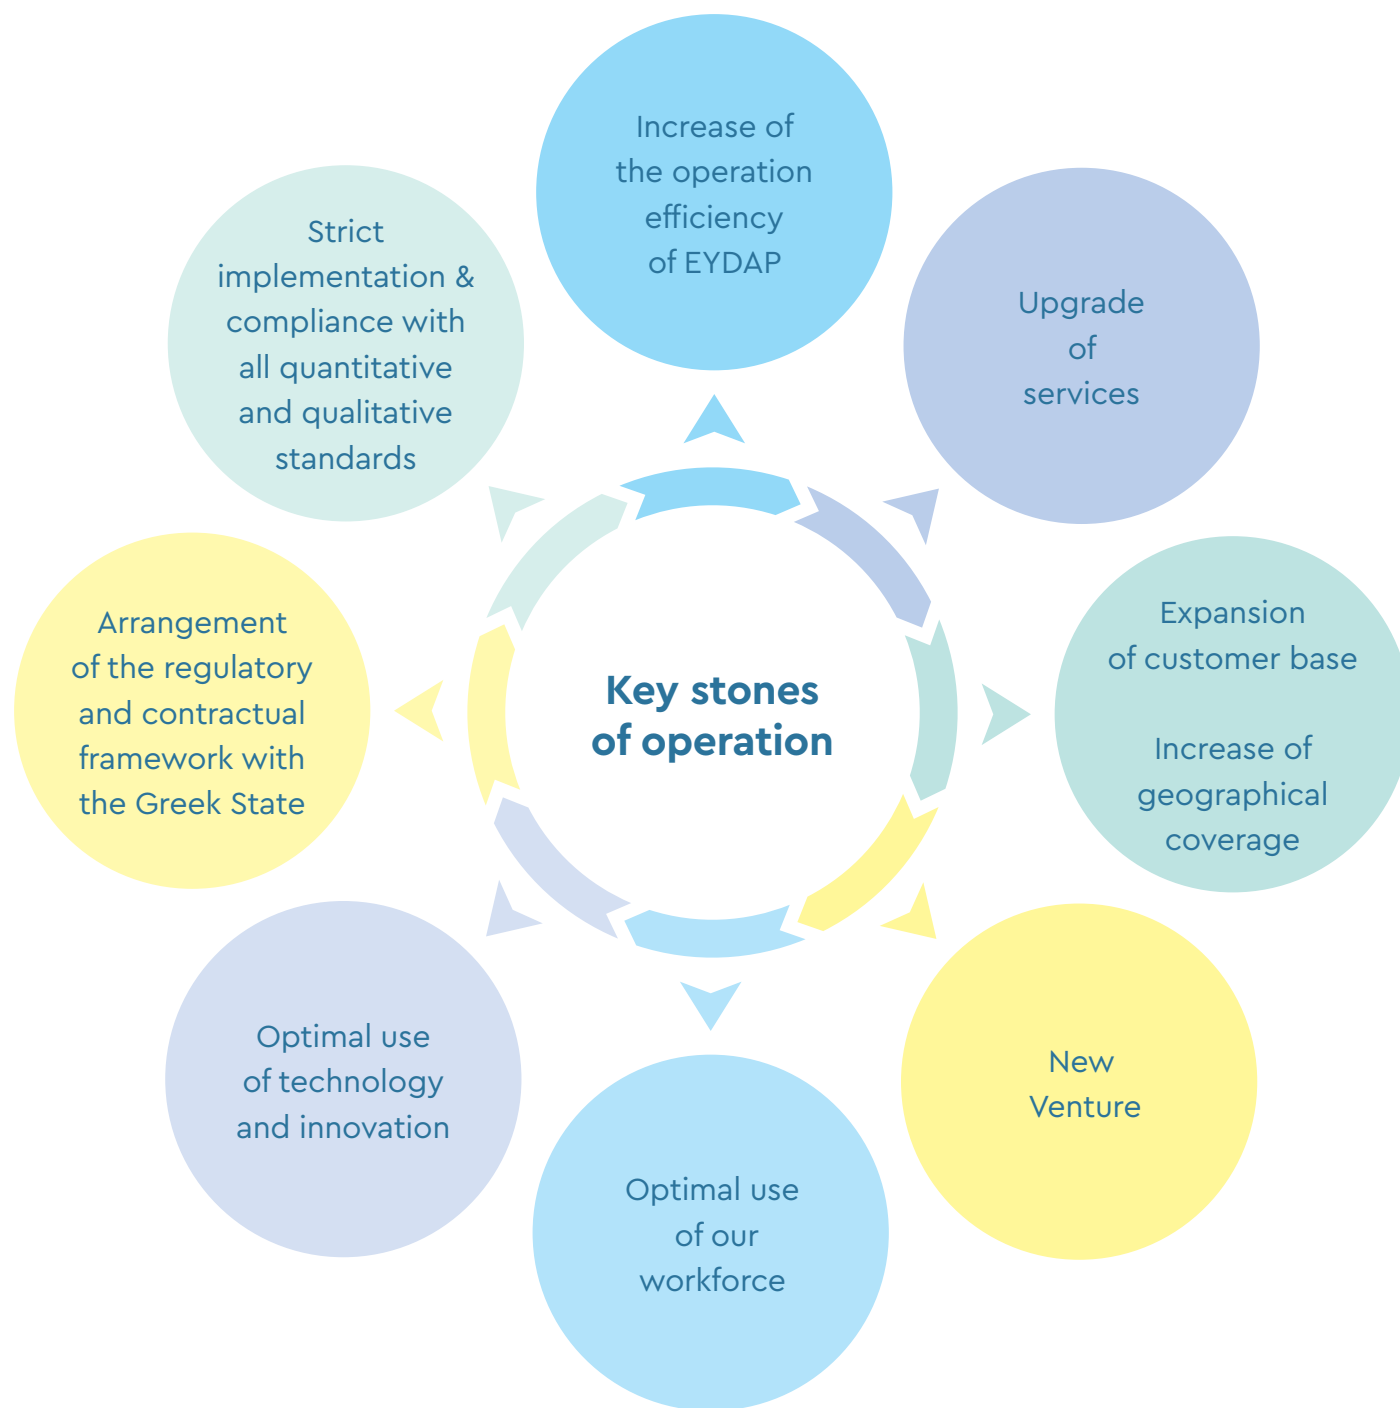 Increase of
the operation
efficiency
of EYDAP
Upgrade
of
services
Expansion
of customer base
Increase of
geographical
coverage
New
Venture
Optimal use
of our
workforce
Optimal use
of technology
and innovation
Arrangement
of the regulatory
and contractual
framework with
the Greek State
Strict
implementation &
compliance with
all quantitative
and qualitative
standards
Key stones
of operation